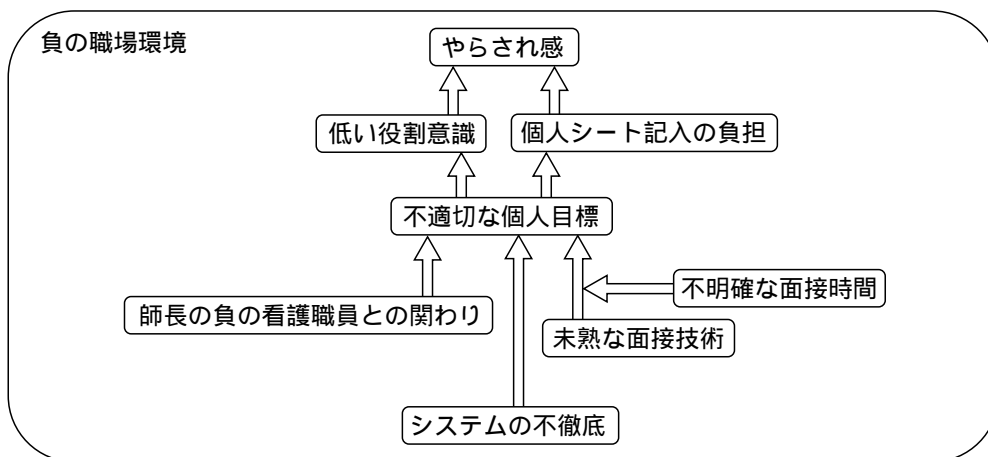 負の職場環境
やらされ感
低い役割意識
個人シート記入の負担
不適切な個人目標
不明確な面接時間
師長の負の看護職員との関わり
未熟な面接技術
システムの不徹底